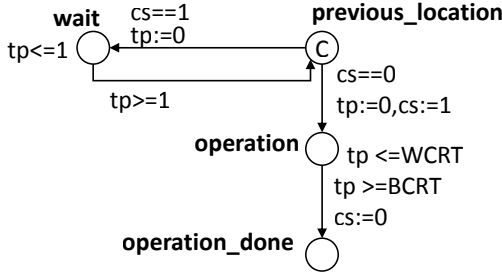 wait
cs==1
previous_location
tp<=1
tp:=0
C
tp>=1
cs==0
tp:=0,cs:=1
operation
tp <=WCRT
tp >=BCRT
cs:=0
operation_done